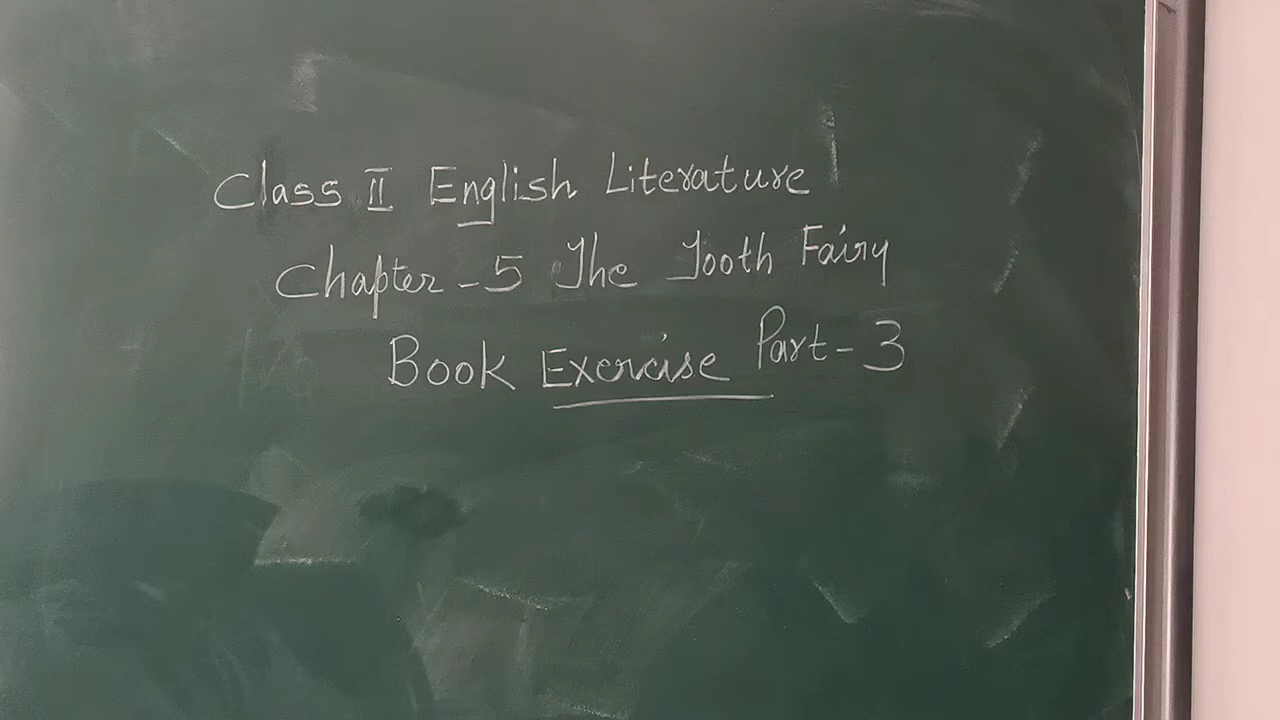 Class II English Literature
Chapter - 5 The Tooth Fairy
Book Exercise Part - 3